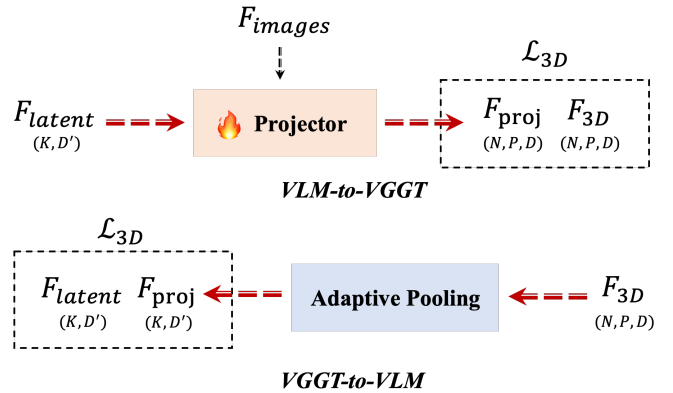 F_images
ℒ_3D
F_latent
(K, D′)
Projector
F_proj F_3D
(N, P, D) (N, P, D)
VLM-to-VGGT
ℒ_3D
F_latent F_proj
(K, D′) (K, D′)
Adaptive Pooling
F_3D
(N, P, D)
VGGT-to-VLM